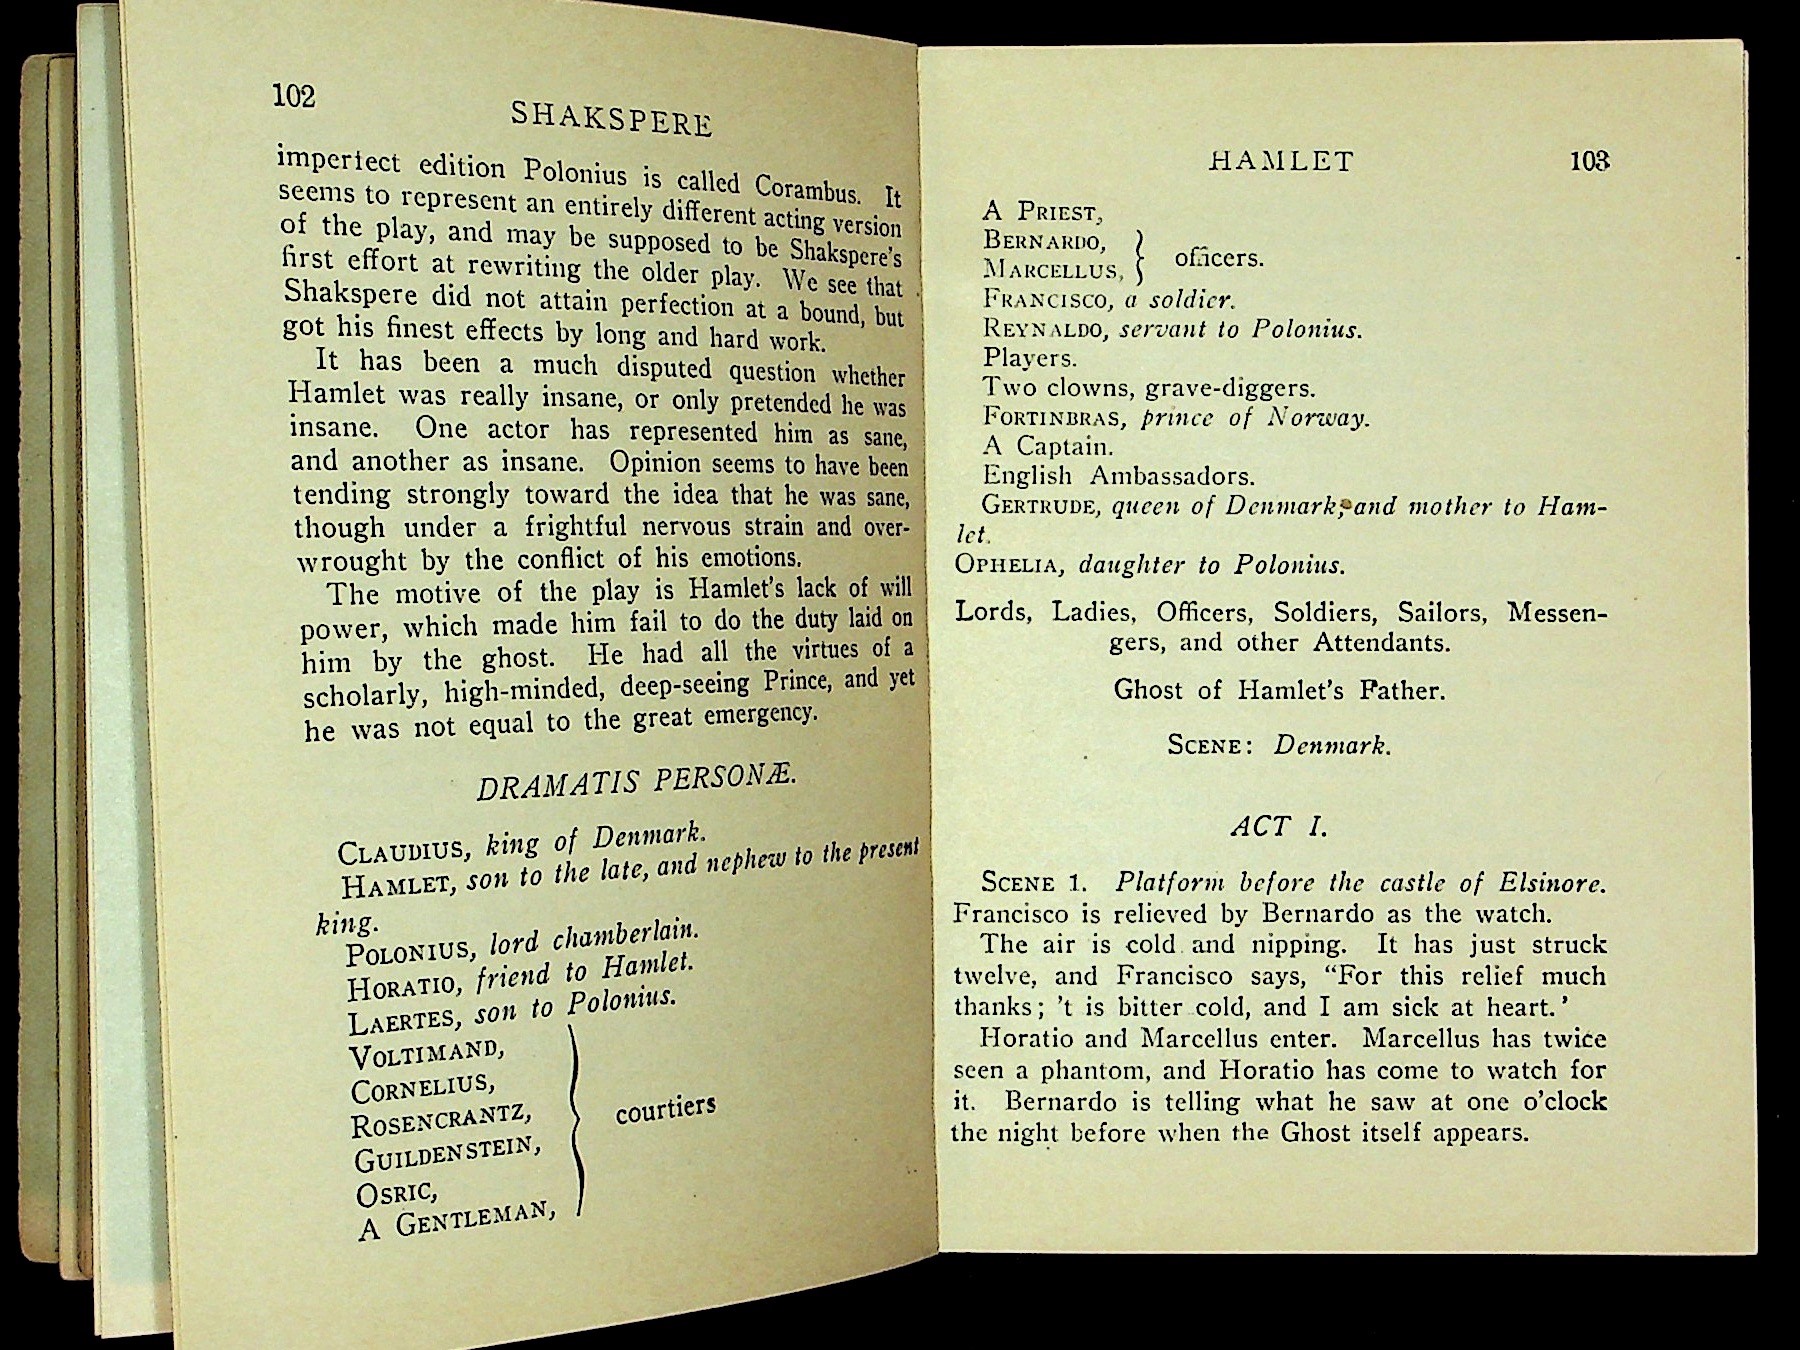 102
SHAKSPERE
imperfect edition Polonius is called Corambus. It
seems to represent an entirely different acting version
of the play, and may be supposed to be Shakspere's
first effort at rewriting the older play. We see that
Shakspere did not attain perfection at a bound, but
got his finest effects by long and hard work.
It has been a much disputed question whether
Hamlet was really insane, or only pretended he was
insane. One actor has represented him as sane,
and another as insane. Opinion seems to have been
tending strongly toward the idea that he was sane,
though under a frightful nervous strain and over-
wrought by the conflict of his emotions.
The motive of the play is Hamlet's lack of will
power, which made him fail to do the duty laid on
him by the ghost. He had all the virtues of a
scholarly, high-minded, deep-seeing Prince, and yet
he was not equal to the great emergency.
DRAMATIS PERSONÆ.
CLAUDIUS, king of Denmark.
HAMLET, son to the late, and nephew to the present
king.
POLONIUS, lord chamberlain.
HORATIO, friend to Hamlet.
LAERTES, son to Polonius.
VOLTIMAND,
CORNELIUS,
ROSENCRANTZ,
GUILDENSTEIN,
OSRIC,
A GENTLEMAN,
courtiers
HAMLET 103
A PRIEST,
BERNARDO,
MARCELLUS,
officers.
FRANCISCO, a soldier.
REYNALDO, servant to Polonius.
Players.
Two clowns, grave-diggers.
FORTINBRAS, prince of Norway.
A Captain.
English Ambassadors.
GERTRUDE, queen of Denmark, and mother to Ham-
let.
OPHELIA, daughter to Polonius.
Lords, Ladies, Officers, Soldiers, Sailors, Messen-
gers, and other Attendants.
Ghost of Hamlet's Father.
SCENE: Denmark.
ACT I.
SCENE 1. Platform before the castle of Elsinore.
Francisco is relieved by Bernardo as the watch.
The air is cold and nipping. It has just struck
twelve, and Francisco says, "For this relief much
thanks; 't is bitter cold, and I am sick at heart.'
Horatio and Marcellus enter. Marcellus has twice
seen a phantom, and Horatio has come to watch for
it. Bernardo is telling what he saw at one o'clock
the night before when the Ghost itself appears.